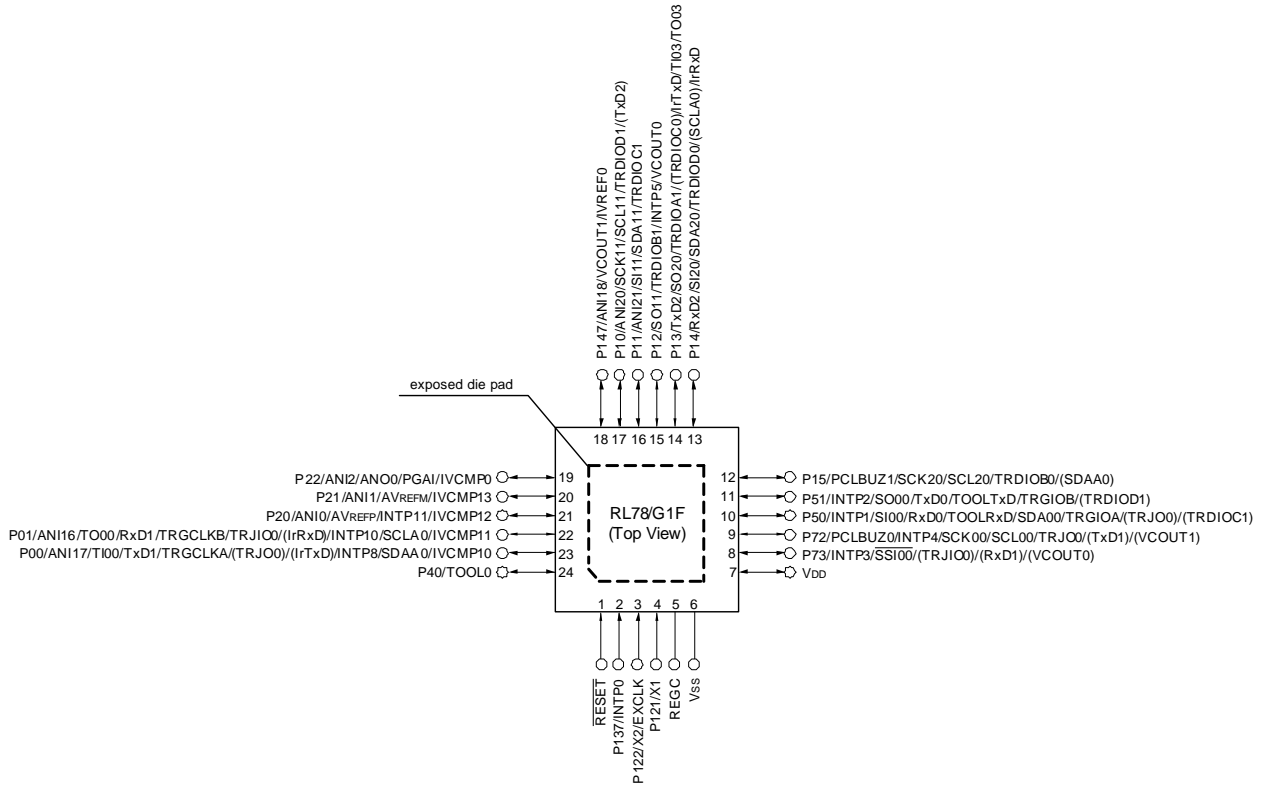 P147/ANI18/VCOUT1/IVREF0
P10/ANI20/SCK11/SCL11/TRDIOD1/(TxD2)
P11/ANI21/SI11/SDA11/TRDIOC1
P12/SO11/TRDIOB1/INTP5/VCOUT0
P13/TxD2/SO20/TRDIOA1/(TRDIOC0)/IrTxD/TI03/TO03
P14/RxD2/SI20/SDA20/TRDIOD0/(SCLA0)/IrRxD
exposed die pad
18 17 16 15 14 13
P22/ANI2/ANO0/PGAI/IVCMP0 19
P21/ANI1/AVREFM/IVCMP13 20
P20/ANI0/AVREFP/INTP11/IVCMP12 21
P01/ANI16/TO00/RxD1/TRGCLKB/TRJIO0/(IrRxD)/INTP10/SCLA0/IVCMP11 22
P00/ANI17/TI00/TxD1/TRGCLKA/(TRJO0)/(IrTxD)/INTP8/SDAA0/IVCMP10 23
P40/TOOL0 24
RL78/G1F
(Top View)
12 P15/PCLBUZ1/SCK20/SCL20/TRDIOB0/(SDAA0)
11 P51/INTP2/SO00/TxD0/TOOLTxD/TRGIOB/(TRDIOD1)
10 P50/INTP1/SI00/RxD0/TOOLRxD/SDA00/TRGIOA/(TRJO0)/(TRDIOC1)
9 P72/PCLBUZ0/INTP4/SCK00/SCL00/TRJO0/(TxD1)/(VCOUT1)
8 P73/INTP3/SSI00/(TRJIO0)/(RxD1)/(VCOUT0)
7 VDD
1 2 3 4 5 6
RESET
P137/INTP0
P122/X2/EXCLK
P121/X1
REGC
VSS